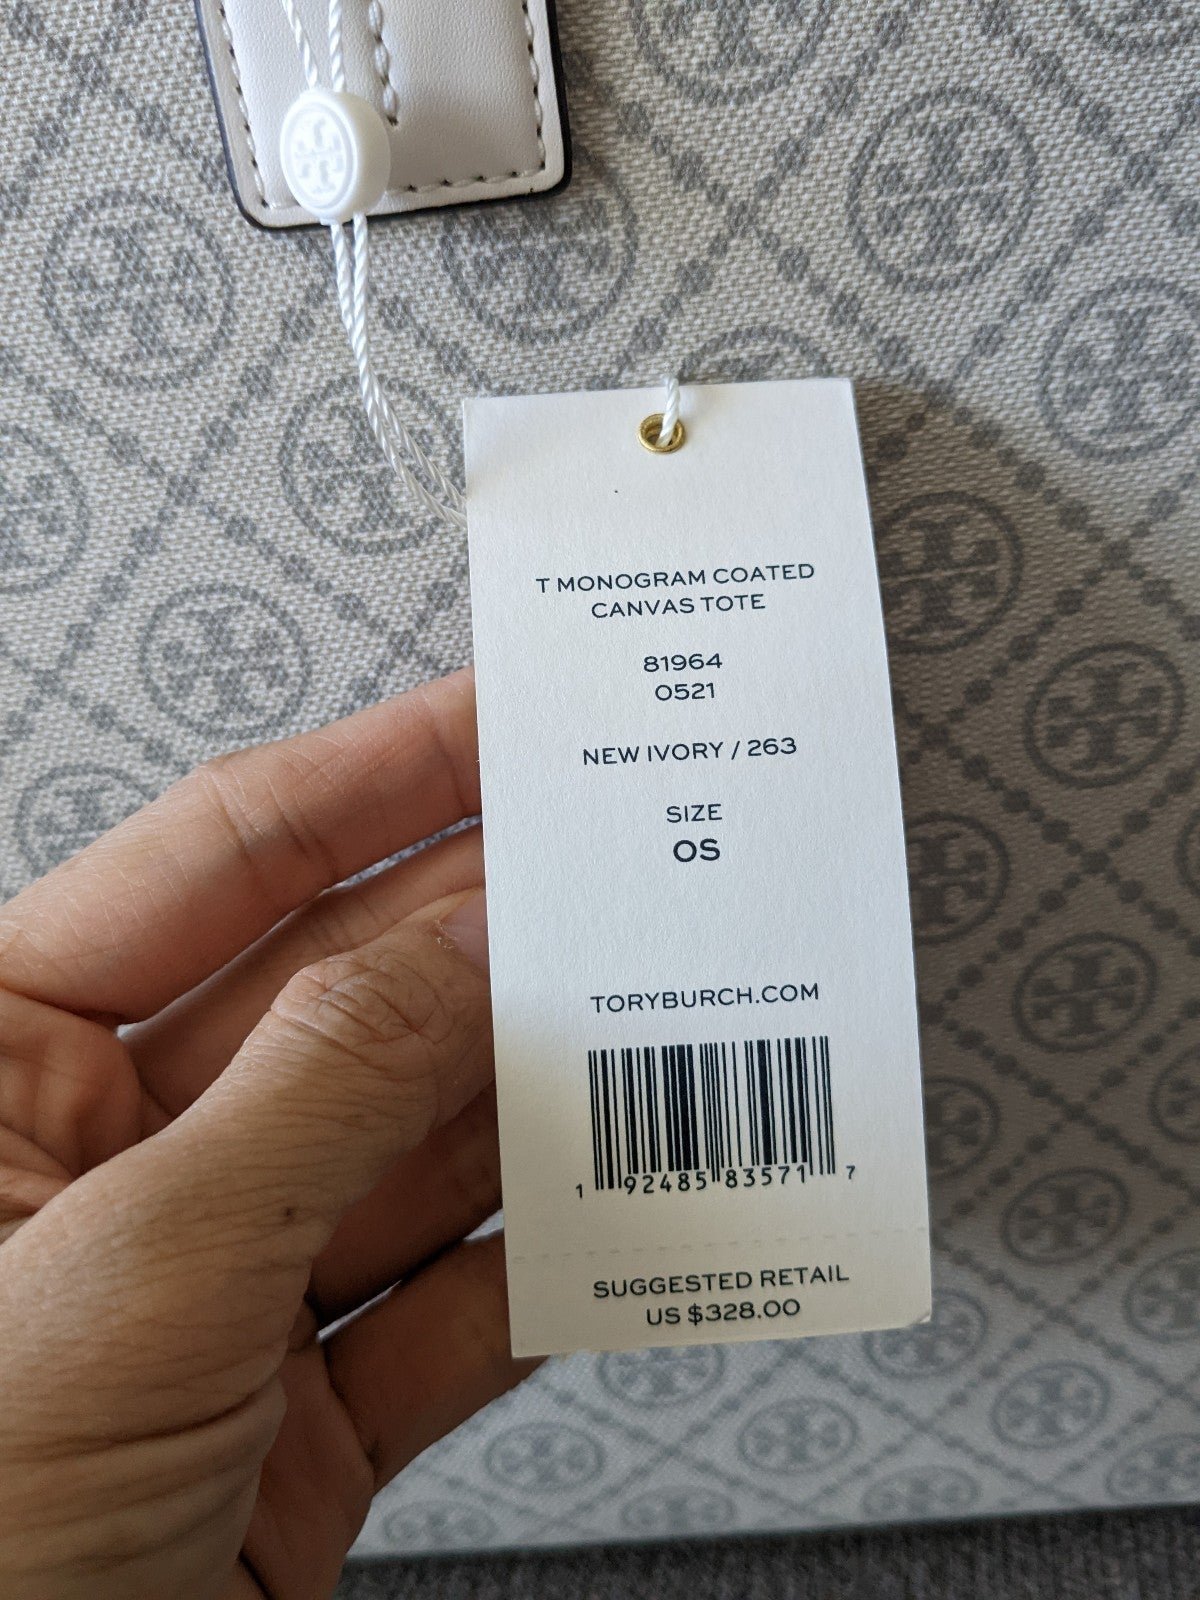 T MONOGRAM COATED
CANVAS TOTE
81964
0521
NEW IVORY / 263
SIZE
OS
TORYBURCH.COM
1 92485 83571 7
SUGGESTED RETAIL
US $328.00